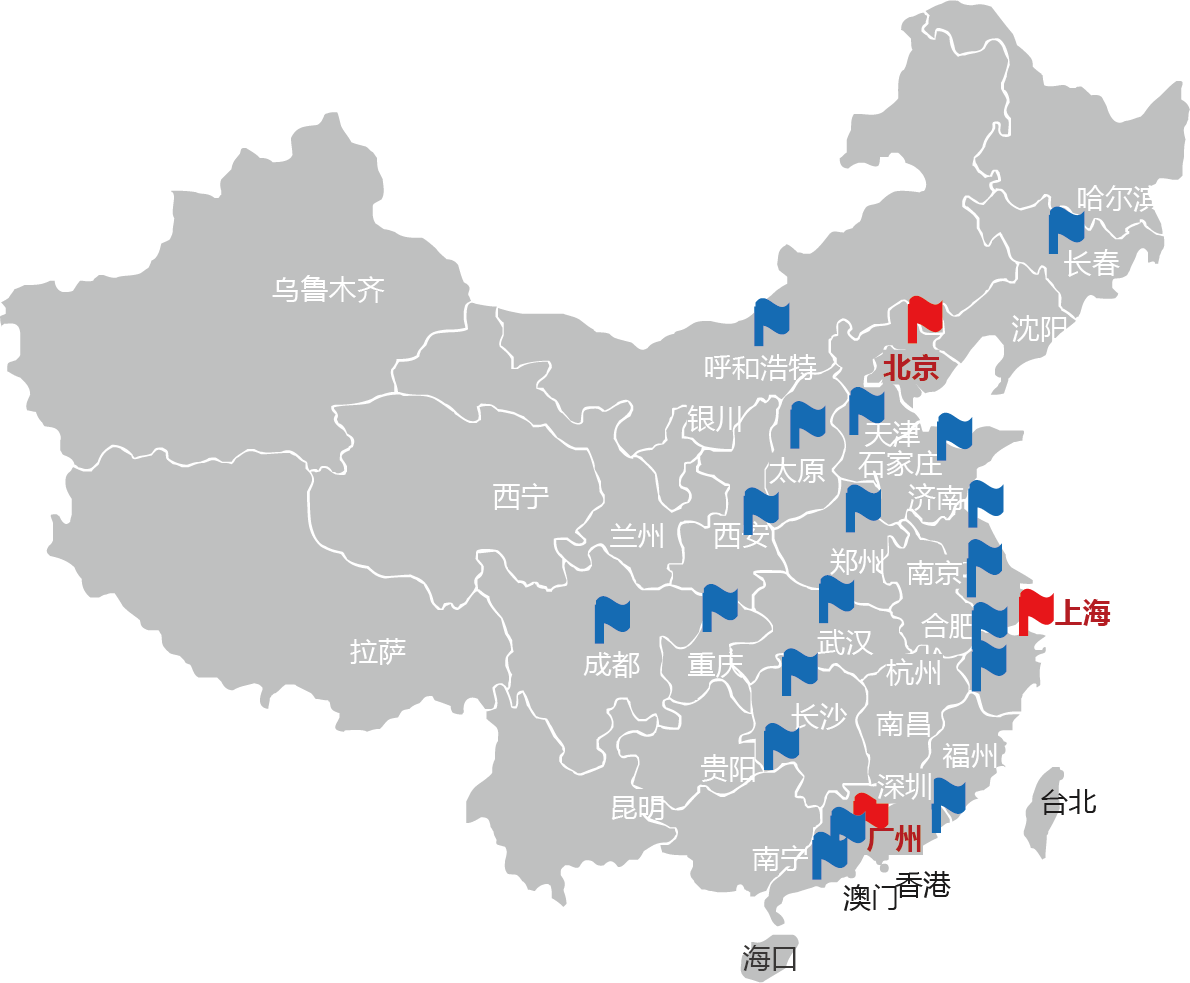 哈尔滨
长春
乌鲁木齐
沈阳
呼和浩特
北京
银川
天津
太原
石家庄
西宁
济南
兰州
西安
郑州
南京
上海
合肥
武汉
拉萨
成都
重庆
杭州
长沙
南昌
福州
贵阳
深圳
台北
昆明
广州
南宁
香港
澳门
海口